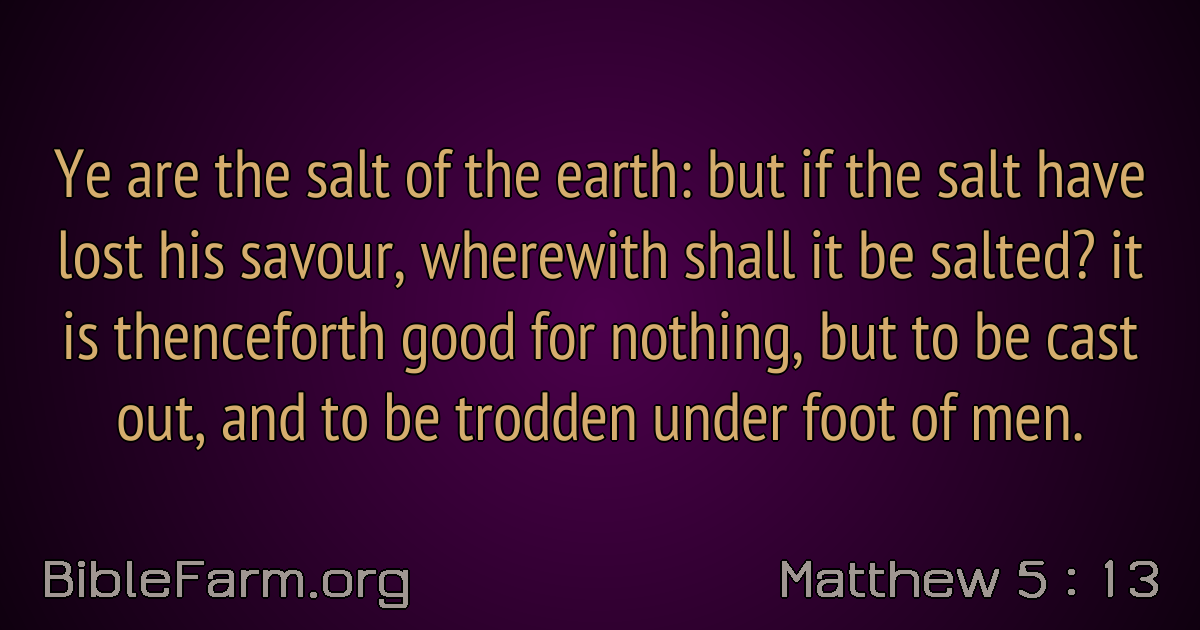 Ye are the salt of the earth: but if the salt have
lost his savour, wherewith shall it be salted? it
is thenceforth good for nothing, but to be cast
out, and to be trodden under foot of men.
BibleFarm.org
Matthew 5 : 13